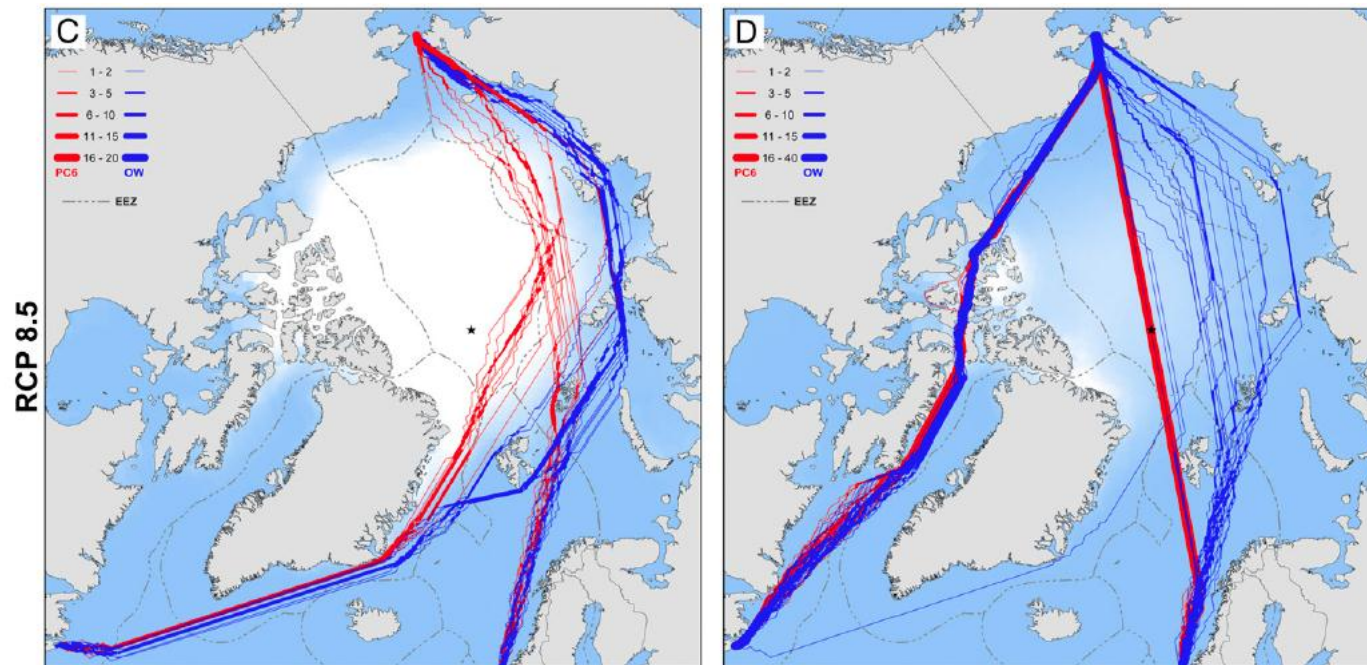 C
1 - 2
3 - 5
6 - 10
11 - 15
16 - 20
PC6 OW
EEZ
D
1 - 2
3 - 5
6 - 10
11 - 15
16 - 40
PC6 OW
EEZ
RCP 8.5